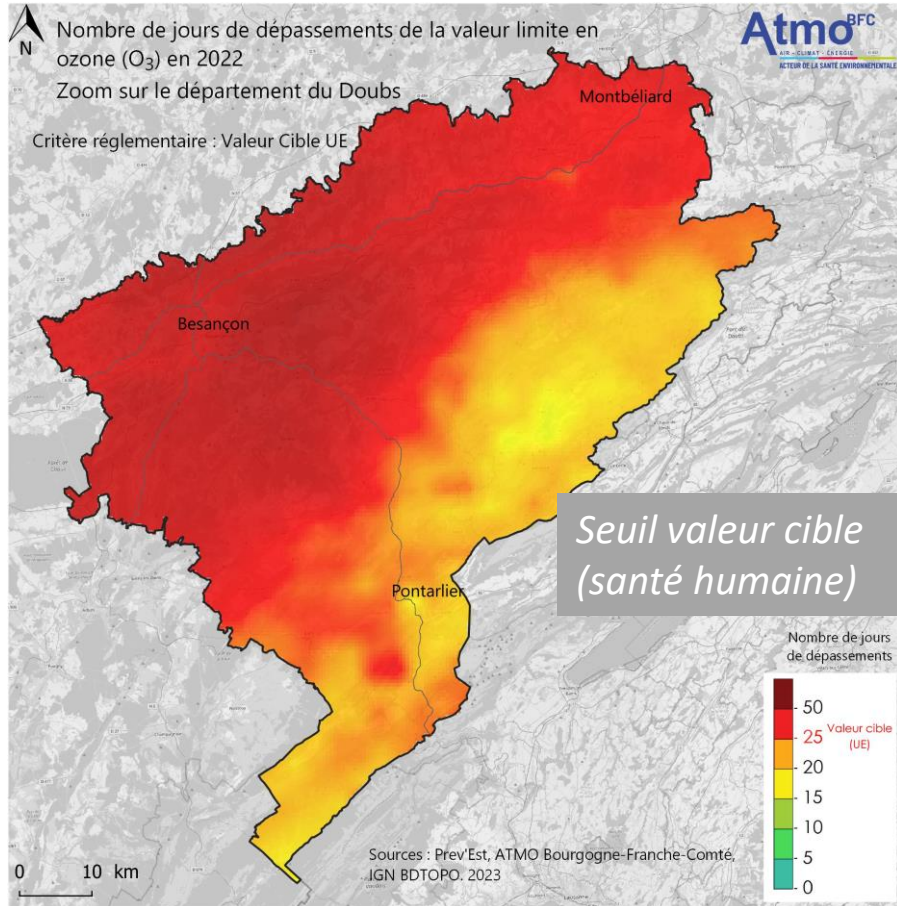 N
Nombre de jours de dépassements de la valeur limite en
ozone (O₃) en 2022
Zoom sur le département du Doubs
Critère réglementaire : Valeur Cible UE
Atmo BFC
AIR - CLIMAT - ÉNERGIE
ACTEUR DE LA SANTÉ ENVIRONNEMENTALE
Montbéliard
Besançon
Pontarlier
Seuil valeur cible
(santé humaine)
Nombre de jours
de dépassements
50
25 Valeur cible
(UE)
20
15
10
5
0
Sources : Prev'Est, ATMO Bourgogne-Franche-Comté,
IGN BDTOPO. 2023
0 10 km